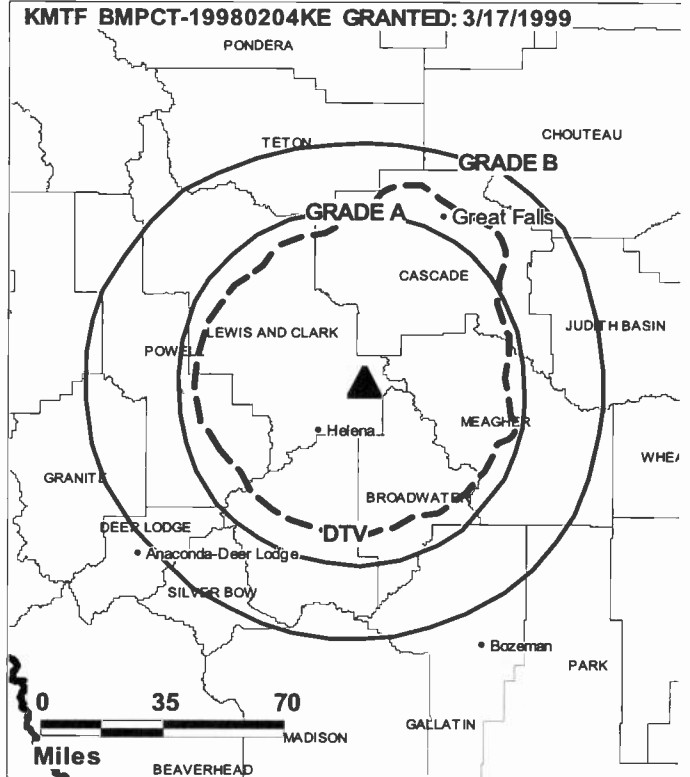 KMTF BMPCT-19980204KE GRANTED: 3/17/1999
PONDERA
TETON
CHOUTEAU
GRADE B
GRADE A
Great Falls
CASCADE
LEWIS AND CLARK
JUDITH BASIN
POWELL
Helena
MEAGHER
WHEA
GRANITE
BROADWATER
DEER LODGE
DTV
Anaconda-Deer Lodge
SILVER BOW
Bozeman
PARK
0 35 70
MADISON
GALLATIN
Miles
BEAVERHEAD